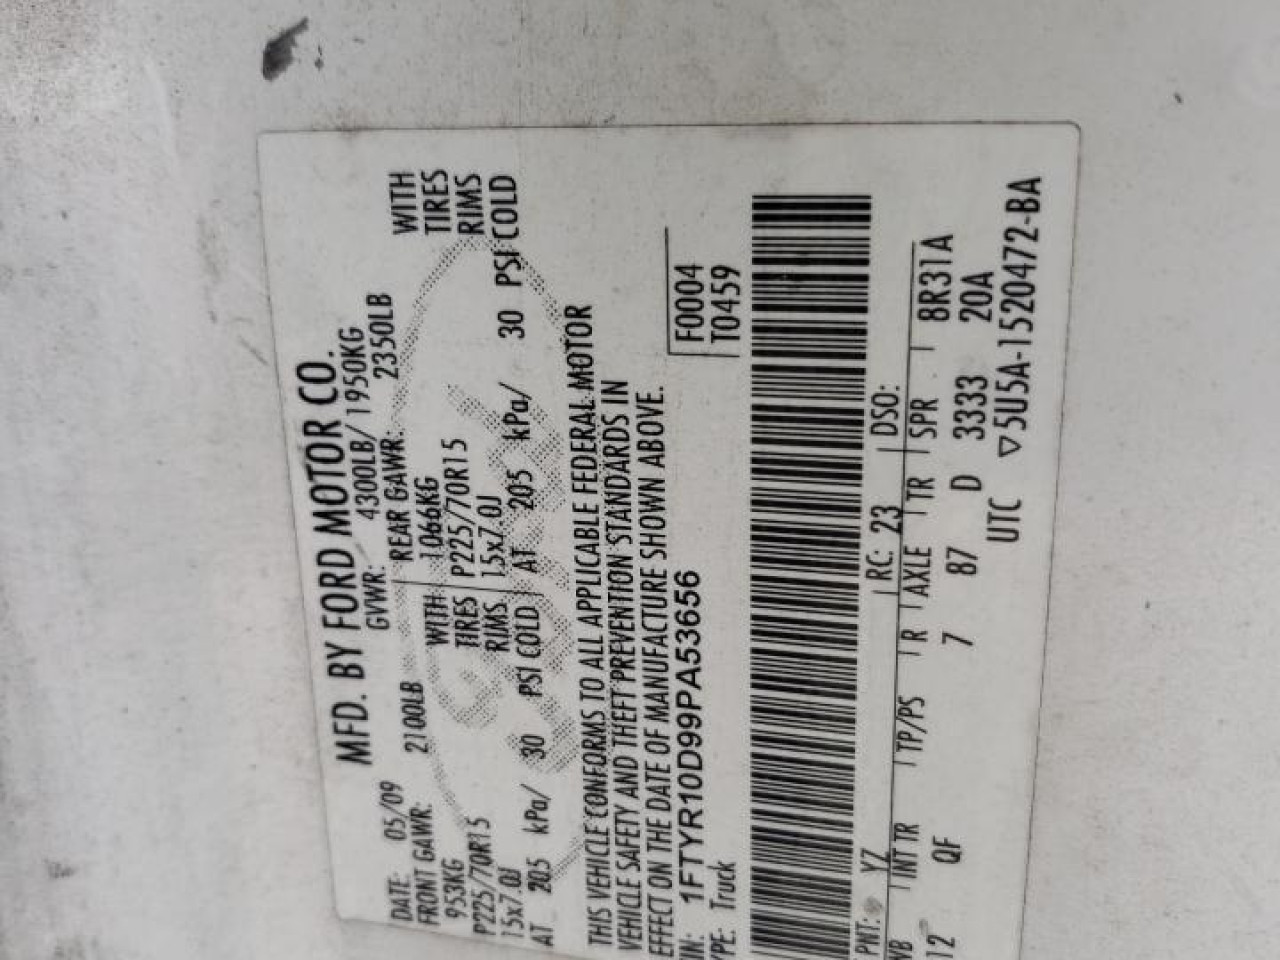 MFD. BY FORD MOTOR CO.
DATE: 05/09 GVWR: 4300LB/ 1950KG
FRONT GAWR: 2100LB REAR GAWR: 2350LB
953KG WITH 1066KG WITH
P225/70R15 TIRES P225/70R15 TIRES
15x7.0J RIMS 15x7.0J RIMS
AT 205 kPa/ 30 PSI COLD AT 205 kPa/ 30 PSI COLD
THIS VEHICLE CONFORMS TO ALL APPLICABLE FEDERAL MOTOR
VEHICLE SAFETY AND THEFT PREVENTION STANDARDS IN
EFFECT ON THE DATE OF MANUFACTURE SHOWN ABOVE.
IN: 1FTYR10D99PA53656 F0004
YPE: Truck T0459
PNT: YZ RC: 23 DSO:
WB INT TR TP/PS R AXLE TR SPR 8R31A
12 QF 7 87 D 3333 20A
UTC ▽5U5A-1520472-BA